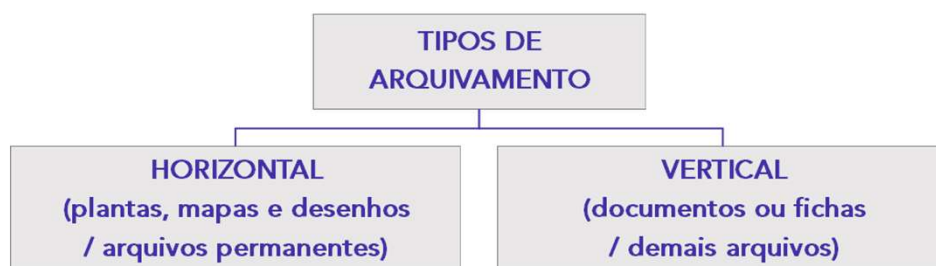 TIPOS DE
ARQUIVAMENTO
HORIZONTAL
(plantas, mapas e desenhos
/ arquivos permanentes)
VERTICAL
(documentos ou fichas
/ demais arquivos)